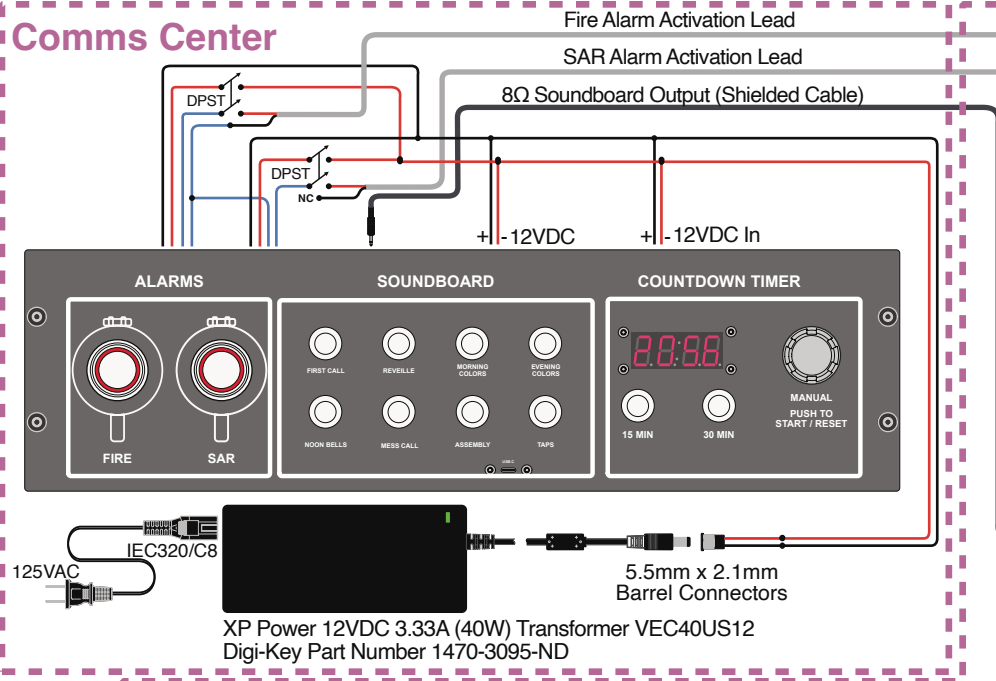 Comms Center
Fire Alarm Activation Lead
SAR Alarm Activation Lead
8Ω Soundboard Output (Shielded Cable)
DPST
DPST
NC
+ - 12VDC
+ - 12VDC In
ALARMS
SOUNDBOARD
COUNTDOWN TIMER
FIRE
SAR
FIRST CALL
REVEILLE
MORNING
COLORS
EVENING
COLORS
NOON BELLS
MESS CALL
ASSEMBLY
TAPS
USB C
20:56
15 MIN
30 MIN
MANUAL
PUSH TO
START / RESET
IEC320/C8
125VAC
5.5mm x 2.1mm
Barrel Connectors
XP Power 12VDC 3.33A (40W) Transformer VEC40US12
Digi-Key Part Number 1470-3095-ND